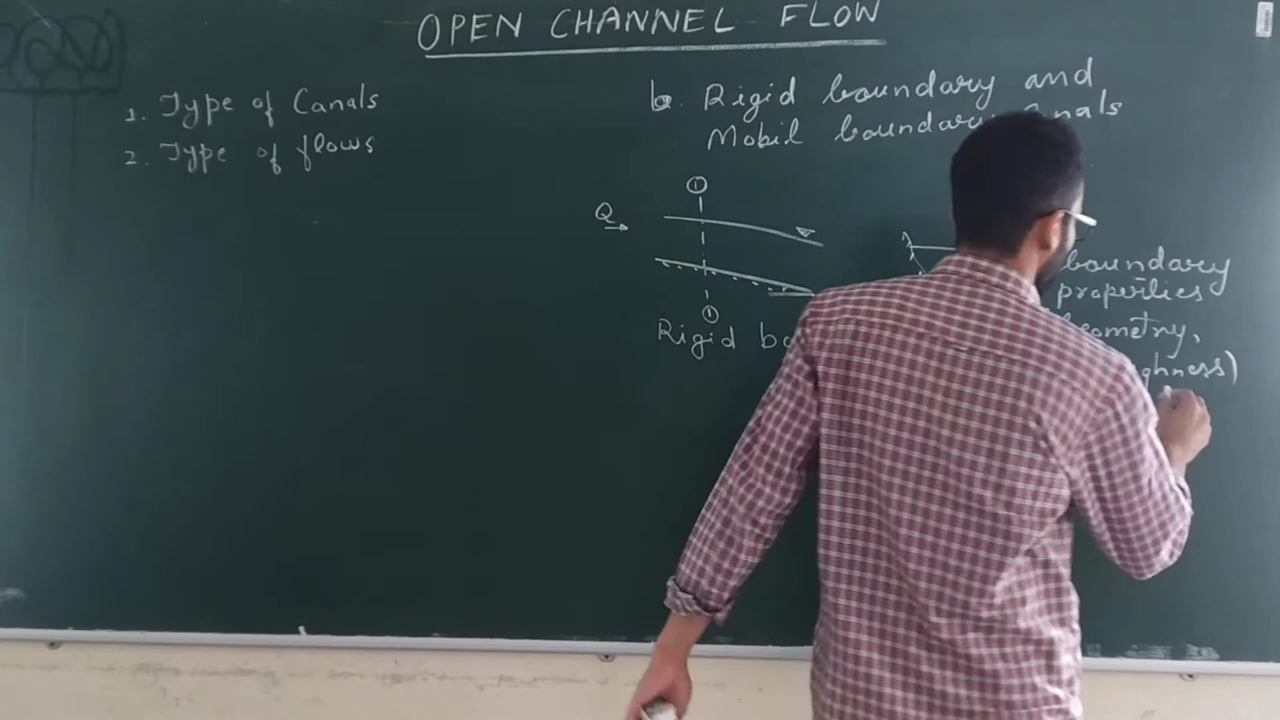 OPEN CHANNEL FLOW
1. Type of Canals
2. Type of flows
b. Rigid boundary and
Mobil boundary
Q
1
1
Rigid
boundary
properties